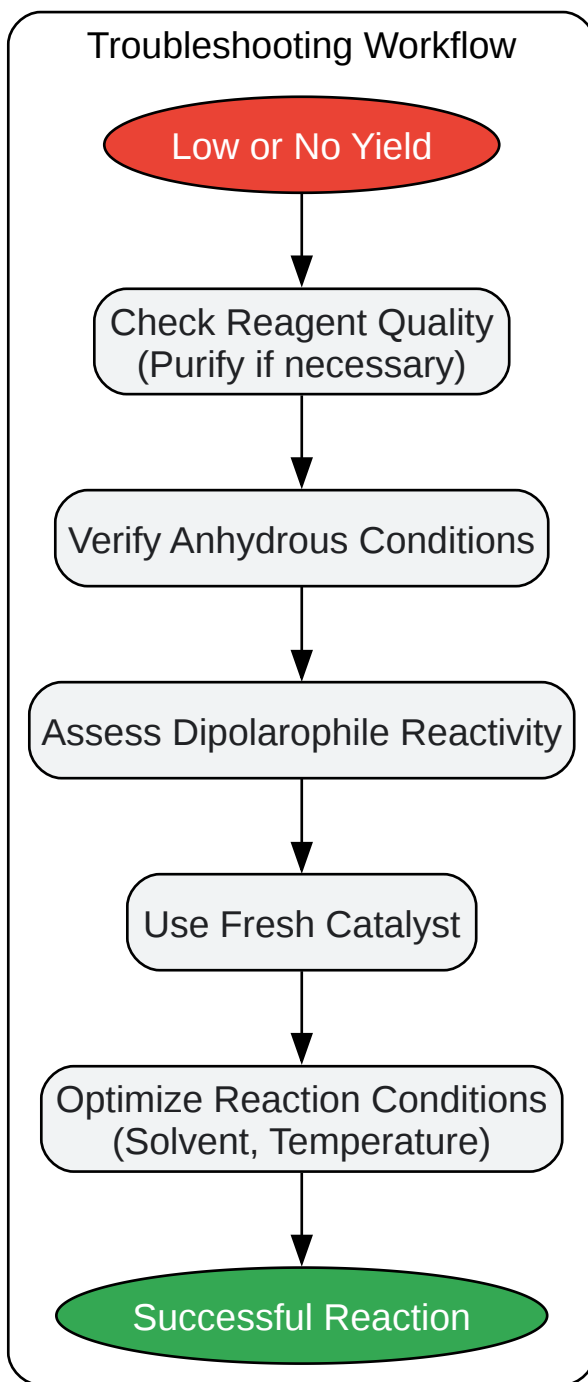 Troubleshooting Workflow
Low or No Yield
Check Reagent Quality
(Purify if necessary)
Verify Anhydrous Conditions
Assess Dipolarophile Reactivity
Use Fresh Catalyst
Optimize Reaction Conditions
(Solvent, Temperature)
Successful Reaction